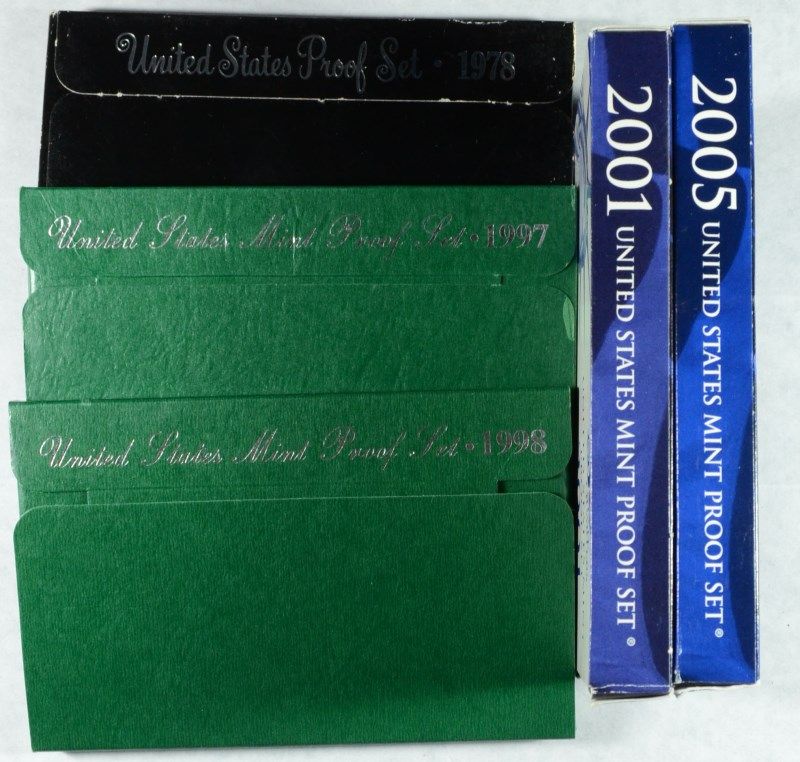 United States Proof Set · 1978
United States Mint Proof Set · 1997
United States Mint Proof Set · 1998
2001 UNITED STATES MINT PROOF SET®
2005 UNITED STATES MINT PROOF SET®